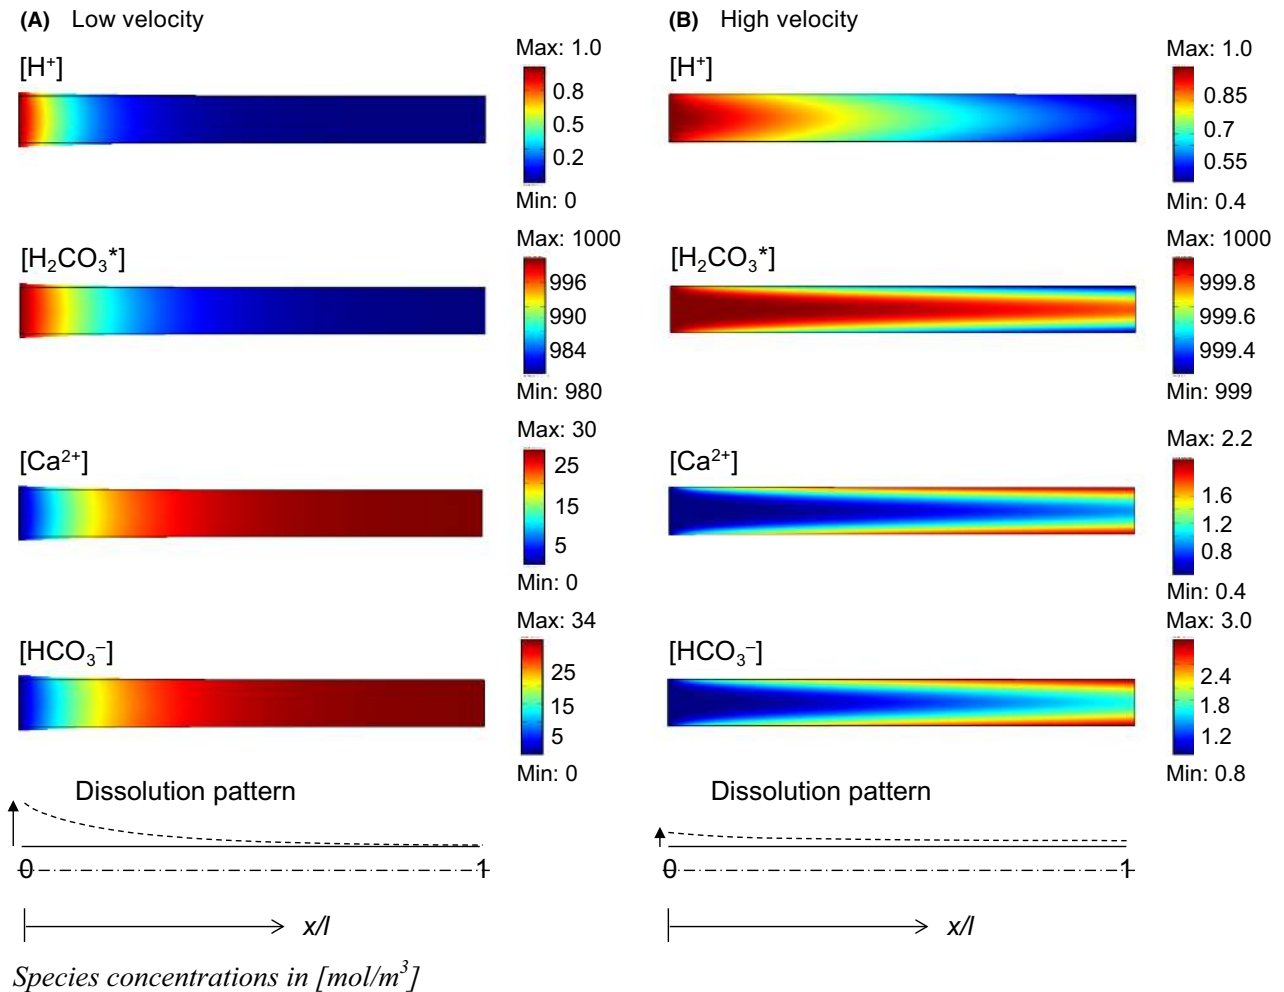 (A) Low velocity
[H⁺]
Max: 1.0
0.8
0.5
0.2
Min: 0
[H₂CO₃*]
Max: 1000
996
990
984
Min: 980
[Ca²⁺]
Max: 30
25
15
5
Min: 0
[HCO₃⁻]
Max: 34
25
15
5
Min: 0
Dissolution pattern
0 1
x/l
(B) High velocity
[H⁺]
Max: 1.0
0.85
0.7
0.55
Min: 0.4
[H₂CO₃*]
Max: 1000
999.8
999.6
999.4
Min: 999
[Ca²⁺]
Max: 2.2
1.6
1.2
0.8
Min: 0.4
[HCO₃⁻]
Max: 3.0
2.4
1.8
1.2
Min: 0.8
Dissolution pattern
0 1
x/l
Species concentrations in [mol/m³]